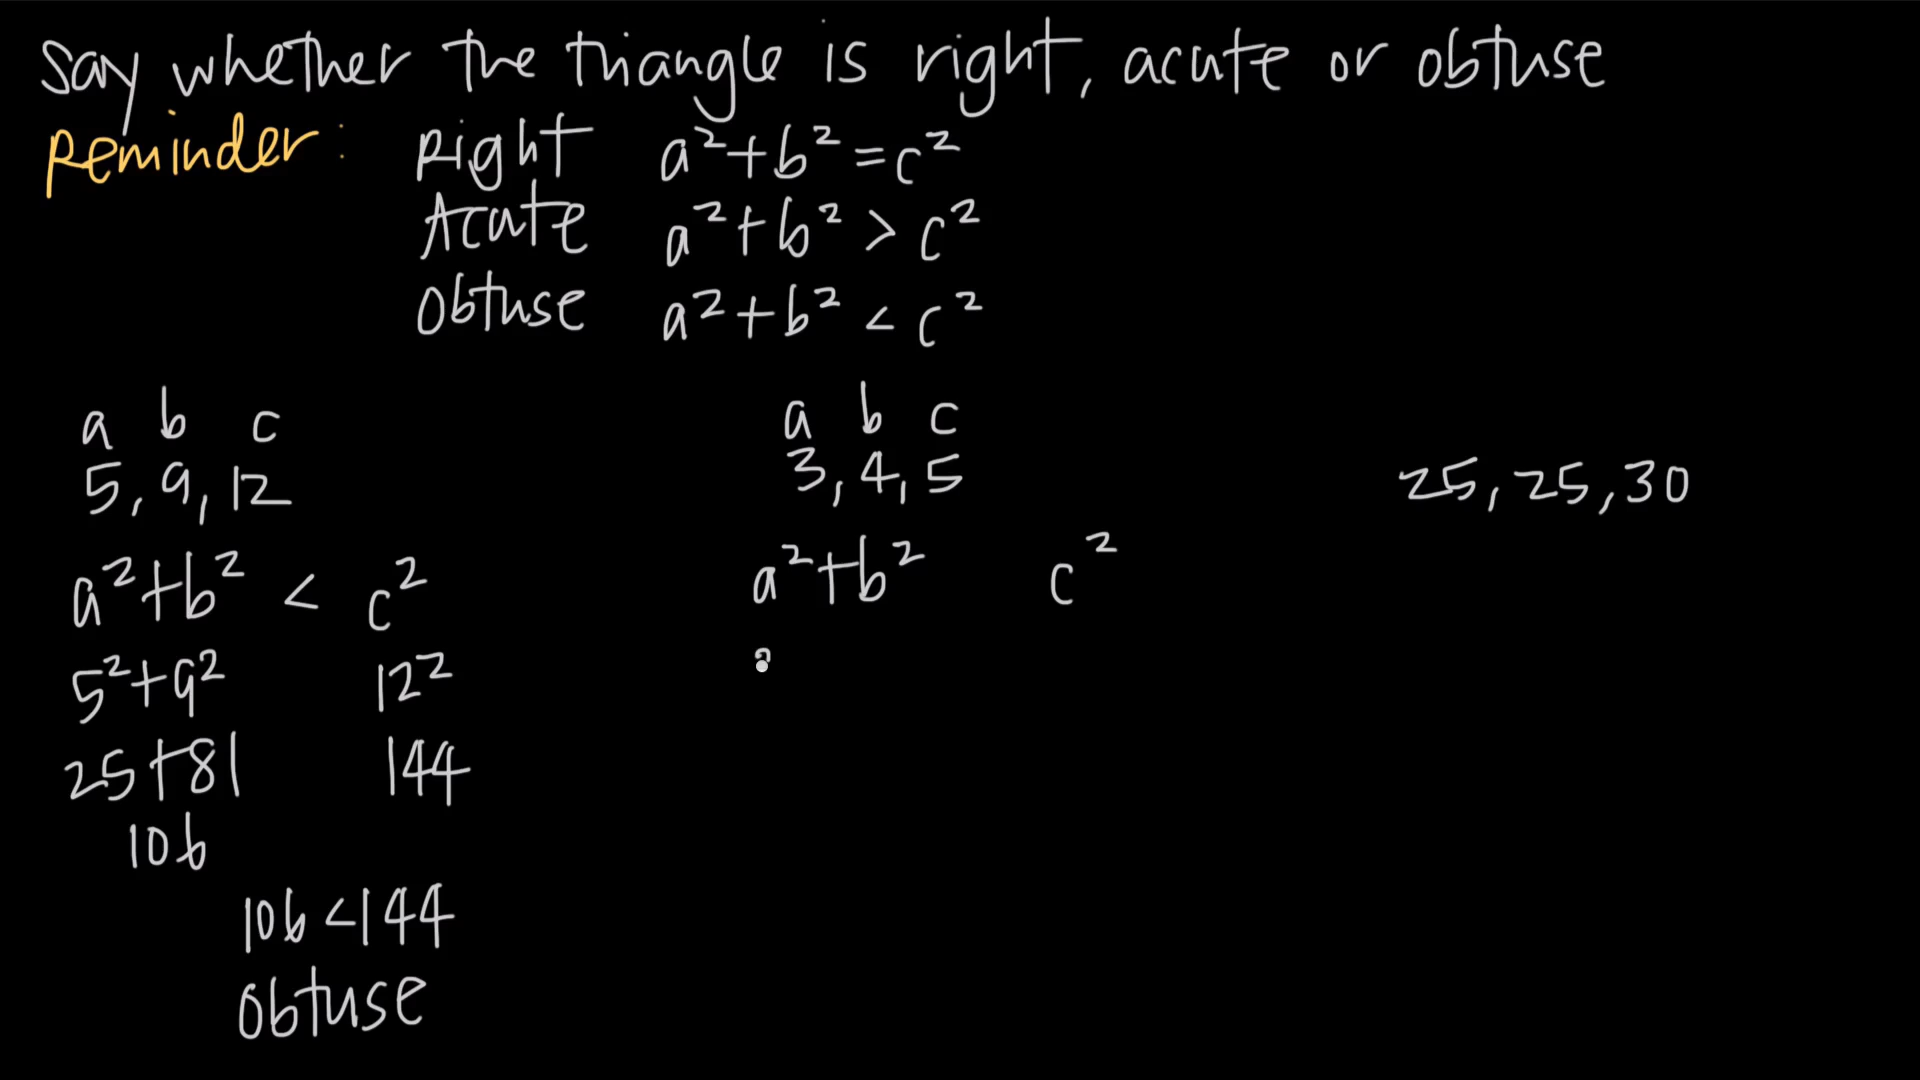 Say whether the triangle is right, acute or obtuse
Reminder: Right a²+b²=c²
Acute a²+b² > c²
Obtuse a²+b² < c²
a b c
5, 9, 12
a²+b² < c²
5²+9² 12²
25+81 144
106
106<144
Obtuse
a b c
3, 4, 5
a²+b² c²
25, 25, 30